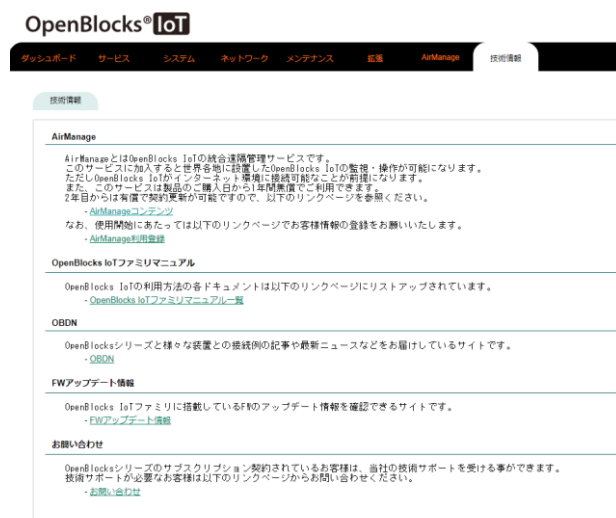 OpenBlocks® IoT
ダッシュボード サービス システム ネットワーク メンテナンス 拡張 AirManage 技術情報
技術情報
AirManage
AirManageとはOpenBlocks IoTの統合遠隔管理サービスです。
このサービスに加入すると世界各地に設置したOpenBlocks IoTの監視・操作が可能になります。
ただしOpenBlocks IoTがインターネット環境に接続可能なことが前提になります。
また、このサービスは製品のご購入日から1年間無償でご利用できます。
2年目からは有償で契約更新が可能ですので、以下のリンクページを参照ください。
・AirManageコンテンツ
なお、使用開始にあたっては以下のリンクページでお客様情報の登録をお願いいたします。
・AirManage利用登録
OpenBlocks IoTファミリマニュアル
OpenBlocks IoTの利用方法の各ドキュメントは以下のリンクページにリストアップされています。
・OpenBlocks IoTファミリマニュアル一覧
OBDN
OpenBlocksシリーズと様々な装置との接続例の記事や最新ニュースなどをお届けしているサイトです。
・OBDN
FWアップデート情報
OpenBlocks IoTファミリに搭載しているFWのアップデート情報を確認できるサイトです。
・FWアップデート情報
お問い合わせ
OpenBlocksシリーズのサブスクリプション契約されているお客様は、当社の技術サポートを受ける事ができます。
技術サポートが必要なお客様は以下のリンクページからお問い合わせください。
・お問い合わせ